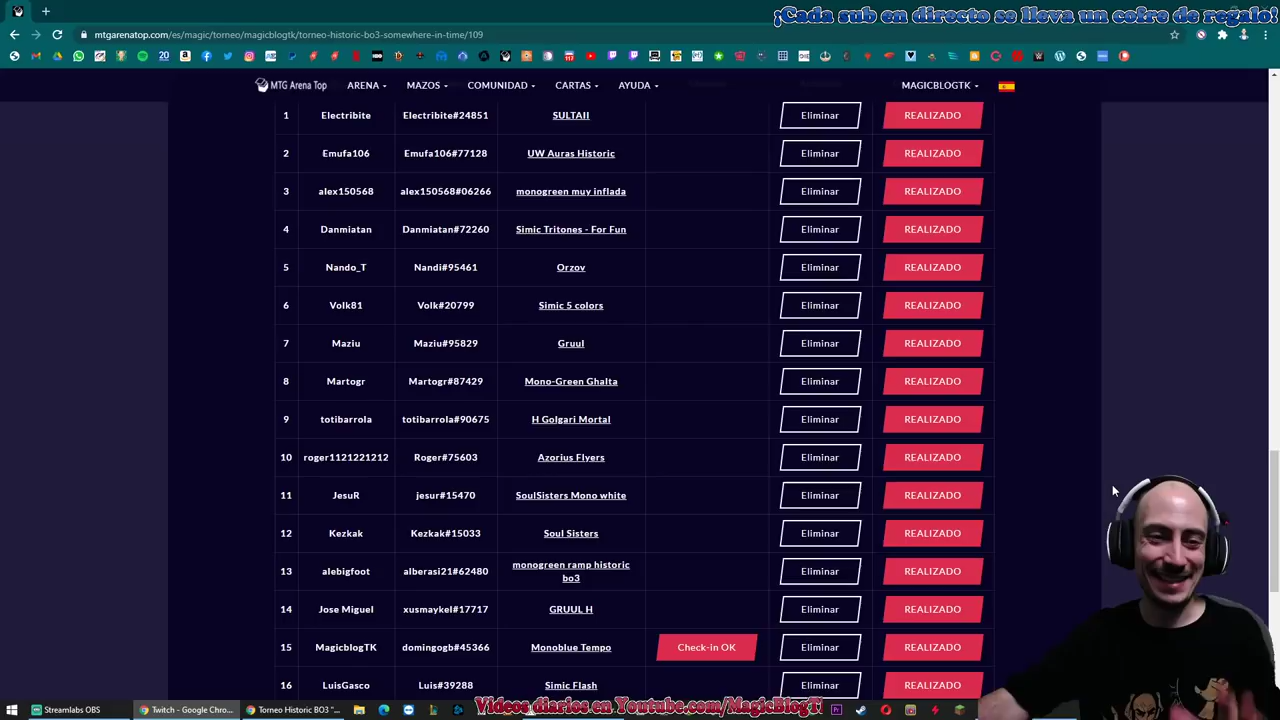 ¡Cada sub en directo se lleva un cofre de regalo!
mtgarenatop.com/es/magic/torneo/magicblogtk/torneo-historic-bo3-somewhere-in-time/109
MTG Arena Top ARENA MAZOS COMUNIDAD CARTAS AYUDA MAGICBLOGTK
1 Electribite Electribite#24851 SULTAII Eliminar REALIZADO
2 Emufa106 Emufa106#77128 UW Auras Historic Eliminar REALIZADO
3 alex150568 alex150568#06266 monogreen muy inflada Eliminar REALIZADO
4 Danmiatan Danmiatan#72260 Simic Tritones - For Fun Eliminar REALIZADO
5 Nando_T Nandi#95461 Orzov Eliminar REALIZADO
6 Volk81 Volk#20799 Simic 5 colors Eliminar REALIZADO
7 Maziu Maziu#95829 Gruul Eliminar REALIZADO
8 Martogr Martogr#87429 Mono-Green Ghalta Eliminar REALIZADO
9 totibarrola totibarrola#90675 H Golgari Mortal Eliminar REALIZADO
10 roger1121221212 Roger#75603 Azorius Flyers Eliminar REALIZADO
11 JesuR jesur#15470 SoulSisters Mono white Eliminar REALIZADO
12 Kezkak Kezkak#15033 Soul Sisters Eliminar REALIZADO
13 alebigfoot alberasi21#62480 monogreen ramp historic
bo3 Eliminar REALIZADO
14 Jose Miguel xusmaykel#17717 GRUUL H Eliminar REALIZADO
15 MagicblogTK domingogb#45366 Monoblue Tempo Check-in OK Eliminar REALIZADO
16 LuisGasco Luis#39288 Simic Flash Eliminar REALIZADO
Streamlabs OBS Twitch - Google Chro... Torneo Historic BO3 "... Videos diarios en Youtube.com/MagicBlogT